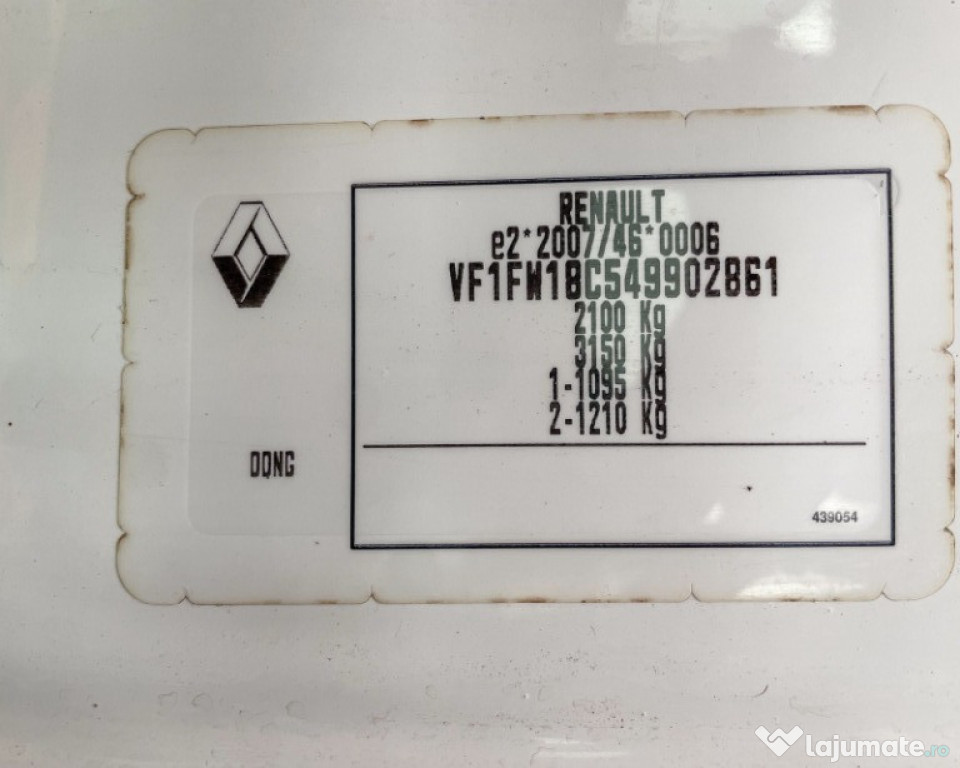 RENAULT
e2*2007/46*0006
VF1FW18C549902861
2100 Kg
3150 Kg
1-1095 Kg
2-1210 Kg
DQNG
439054
lajumate.ro